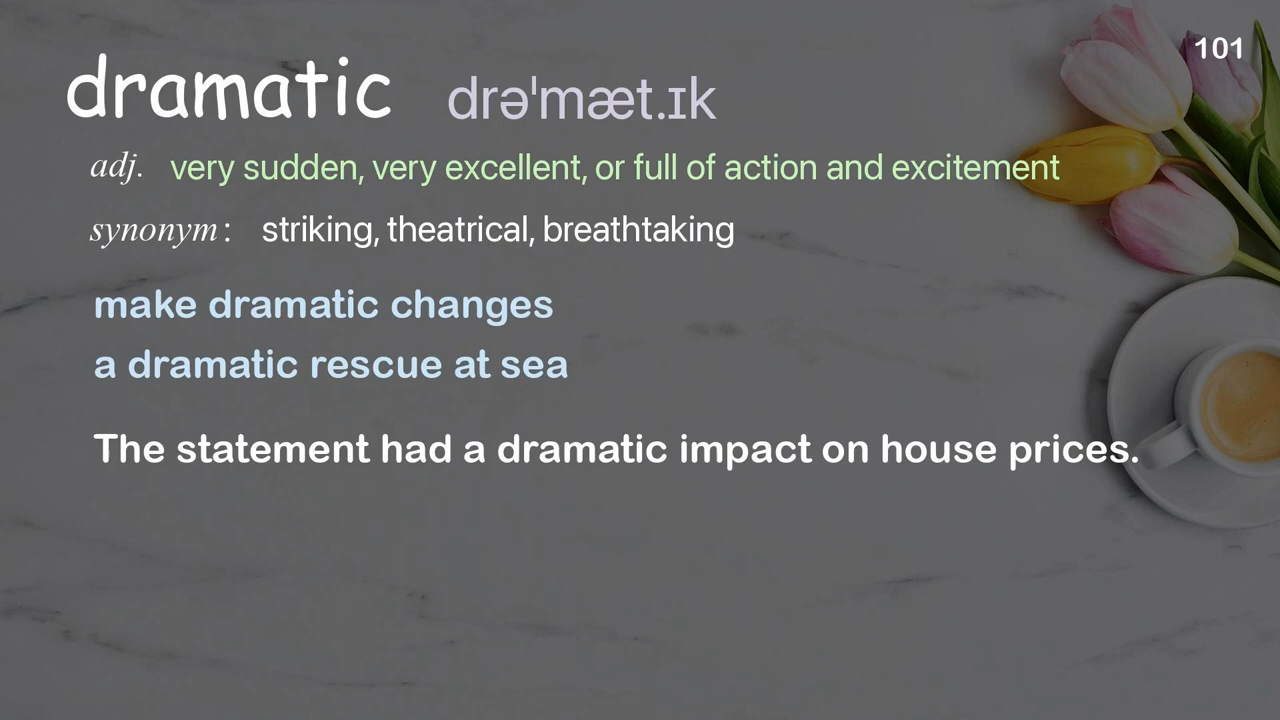 101
dramatic drəˈmæt.ɪk
adj. very sudden, very excellent, or full of action and excitement
synonym: striking, theatrical, breathtaking
make dramatic changes
a dramatic rescue at sea
The statement had a dramatic impact on house prices.